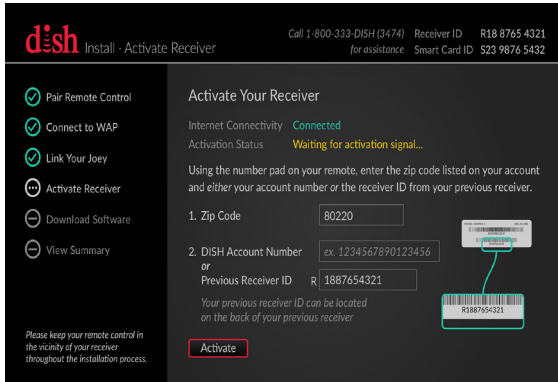 dish Install - Activate Receiver
Call 1-800-333-DISH (3474)
for assistance
Receiver ID R18 8765 4321
Smart Card ID S23 9876 5432
Pair Remote Control
Connect to WAP
Link Your Joey
Activate Receiver
Download Software
View Summary
Please keep your remote control in
the vicinity of your receiver
throughout the installation process.
Activate Your Receiver
Internet Connectivity Connected
Activation Status Waiting for activation signal...
Using the number pad on your remote, enter the zip code listed on your account
and either your account number or the receiver ID from your previous receiver.
1. Zip Code 80220
2. DISH Account Number ex. 1234567890123456
or
Previous Receiver ID R 1887654321
Your previous receiver ID can be located
on the back of your previous receiver
R1887654321
Activate